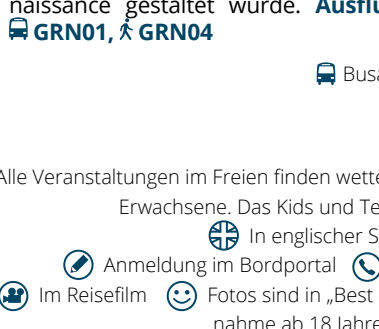 naissance gestaltet wurde. Ausflu
GRN01, GRN04
Busa
Alle Veranstaltungen im Freien finden wette
Erwachsene. Das Kids und Te
In englischer S
Anmeldung im Bordportal
Im Reisefilm Fotos sind in „Best
nahme ab 18 Jahre